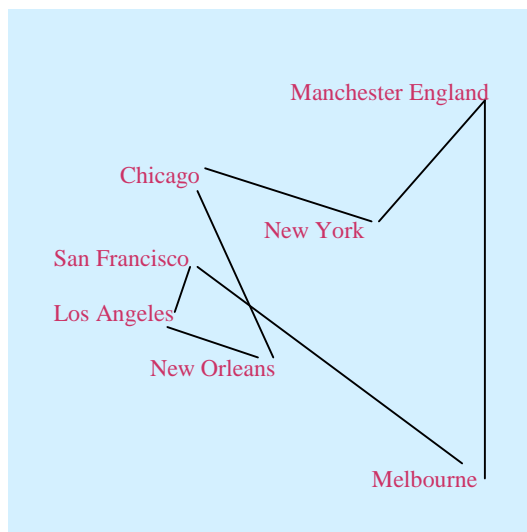 Manchester England
Chicago
New York
San Francisco
Los Angeles
New Orleans
Melbourne